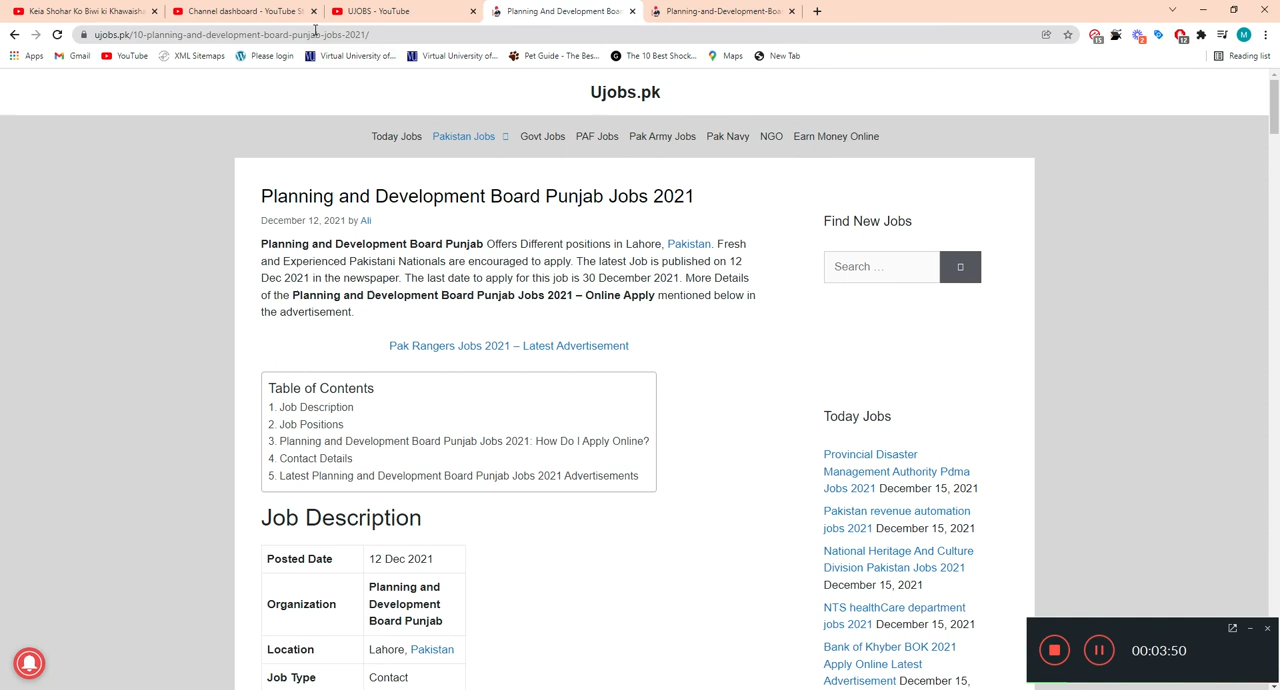 Keia Shohar Ko Biwi ki Khawaish
Channel dashboard - YouTube St
UJOBS - YouTube
Planning And Development Boar
Planning-and-Development-Boa
ujobs.pk/10-planning-and-development-board-punjab-jobs-2021/
15
2
12
M
Apps
Gmail
YouTube
XML Sitemaps
Please login
Virtual University of...
Virtual University of...
Pet Guide - The Bes...
The 10 Best Shock...
Maps
New Tab
Reading list
Ujobs.pk
Today Jobs
Pakistan Jobs
Govt Jobs
PAF Jobs
Pak Army Jobs
Pak Navy
NGO
Earn Money Online
Planning and Development Board Punjab Jobs 2021
December 12, 2021 by Ali
Planning and Development Board Punjab Offers Different positions in Lahore, Pakistan. Fresh
and Experienced Pakistani Nationals are encouraged to apply. The latest Job is published on 12
Dec 2021 in the newspaper. The last date to apply for this job is 30 December 2021. More Details
of the Planning and Development Board Punjab Jobs 2021 – Online Apply mentioned below in
the advertisement.
Pak Rangers Jobs 2021 – Latest Advertisement
Table of Contents
1. Job Description
2. Job Positions
3. Planning and Development Board Punjab Jobs 2021: How Do I Apply Online?
4. Contact Details
5. Latest Planning and Development Board Punjab Jobs 2021 Advertisements
Job Description
Posted Date
12 Dec 2021
Organization
Planning and
Development
Board Punjab
Location
Lahore, Pakistan
Job Type
Contact
Find New Jobs
Search …
Today Jobs
Provincial Disaster
Management Authority Pdma
Jobs 2021 December 15, 2021
Pakistan revenue automation
jobs 2021 December 15, 2021
National Heritage And Culture
Division Pakistan Jobs 2021
December 15, 2021
NTS healthCare department
jobs 2021 December 15, 2021
Bank of Khyber BOK 2021
Apply Online Latest
Advertisement December 15,
00:03:50